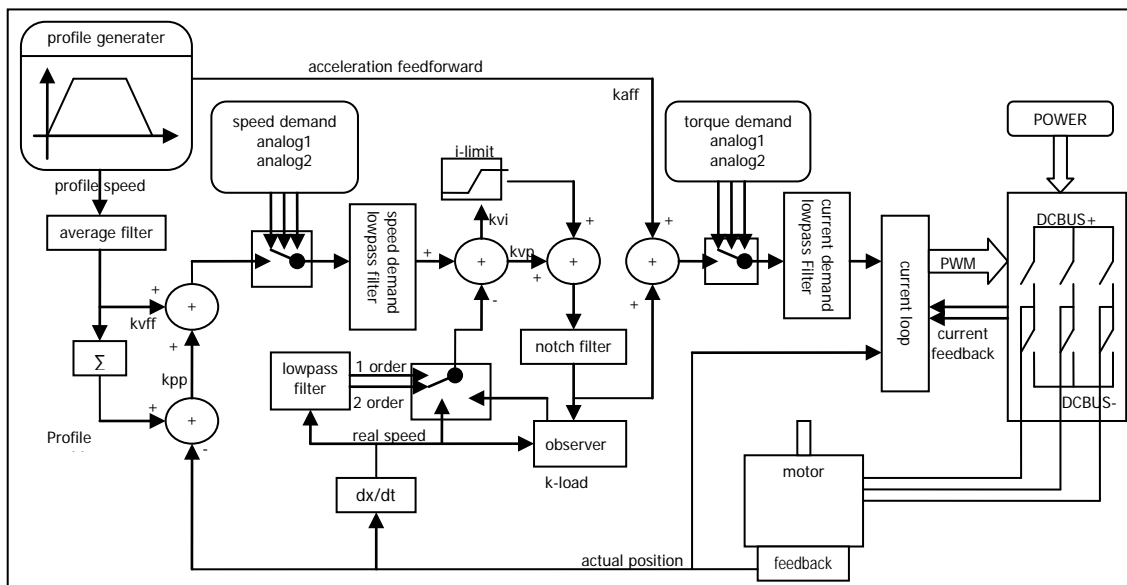 profile generater
acceleration feedforward
kaff
speed demand
analog1
analog2
torque demand
analog1
analog2
POWER
i-limit
profile speed
average filter
speed demand
lowpass filter
kvi
kvp
+
+
+
+
-
+
+
+
+
current demand
lowpass Filter
current loop
PWM
DCBUS+
current
feedback
DCBUS-
+
+
kvff
+
Σ
kpp
+
+
-
Profile
lowpass
filter
1 order
2 order
real speed
notch filter
observer
k-load
dx/dt
motor
actual position
feedback